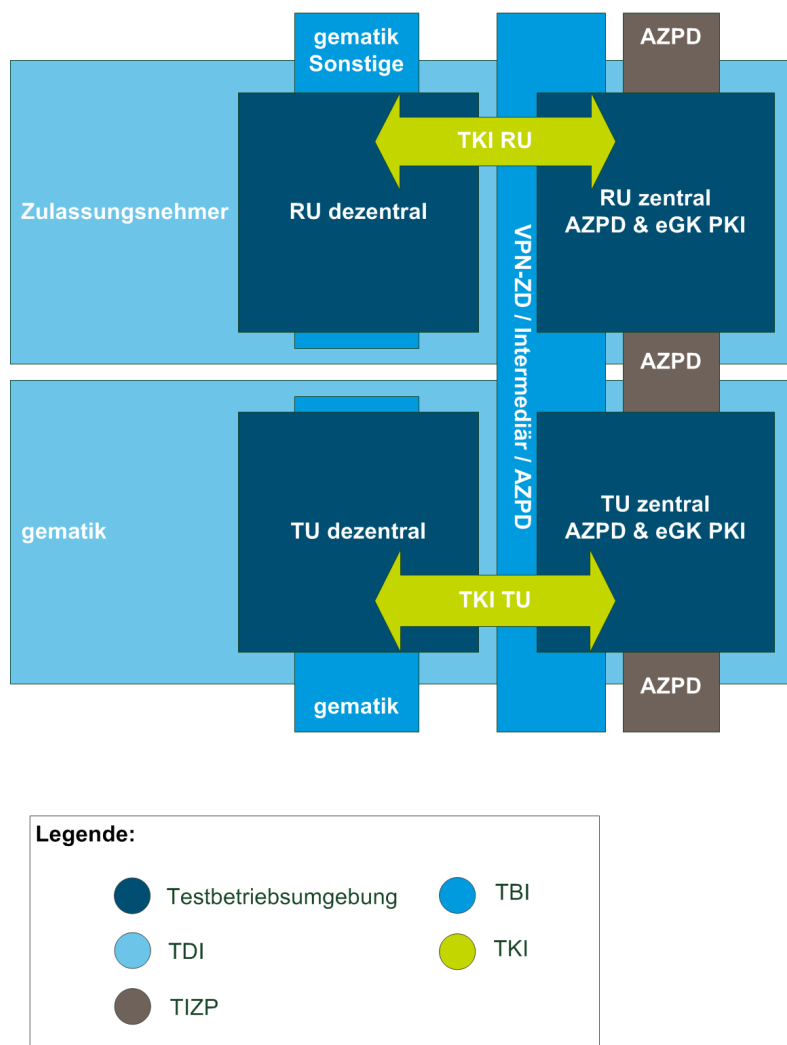 gematik
Sonstige
AZPD
TKI RU
Zulassungsnehmer
RU dezentral
RU zentral
AZPD & eGK PKI
VPN-ZD / Intermediär / AZPD
AZPD
gematik
TU dezentral
TU zentral
AZPD & eGK PKI
TKI TU
gematik
AZPD
Legende:
Testbetriebsumgebung
TBI
TDI
TKI
TIZP